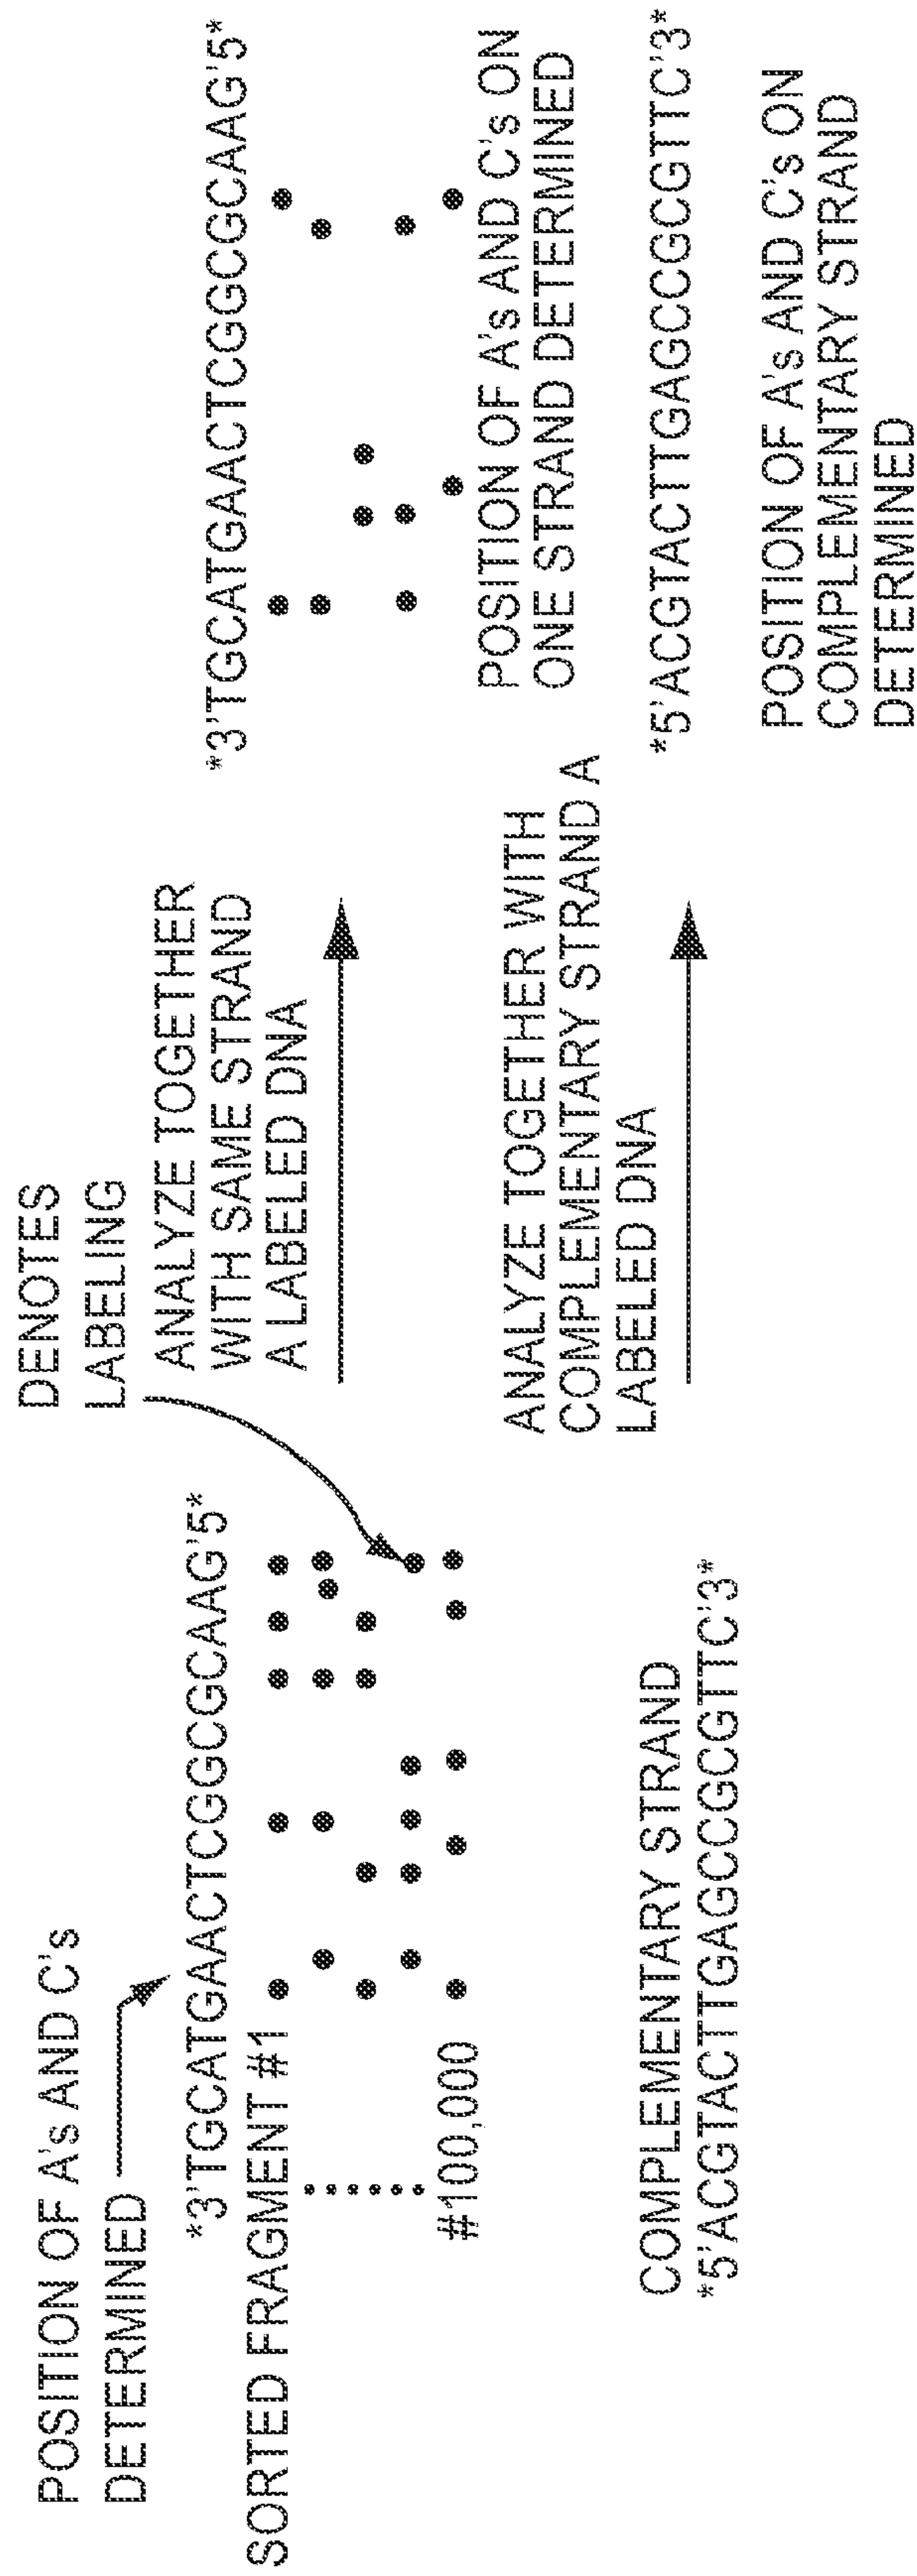 POSITION OF A's AND C's
DETERMINED
*3'TGCATGAACTCGGCGCAAG'5*
SORTED FRAGMENT #1
#100,000
COMPLEMENTARY STRAND
*5'ACGTACTTGAGCCGCGTTC'3*
DENOTES
LABELING
ANALYZE TOGETHER
WITH SAME STRAND
A LABELED DNA
ANALYZE TOGETHER WITH
COMPLEMENTARY STRAND A
LABELED DNA
*3'TGCATGAACTCGGCGCAAG'5*
POSITION OF A's AND C's ON
ONE STRAND DETERMINED
*5'ACGTACTTGAGCCGCGTTC'3*
POSITION OF A's AND C's ON
COMPLEMENTARY STRAND
DETERMINED